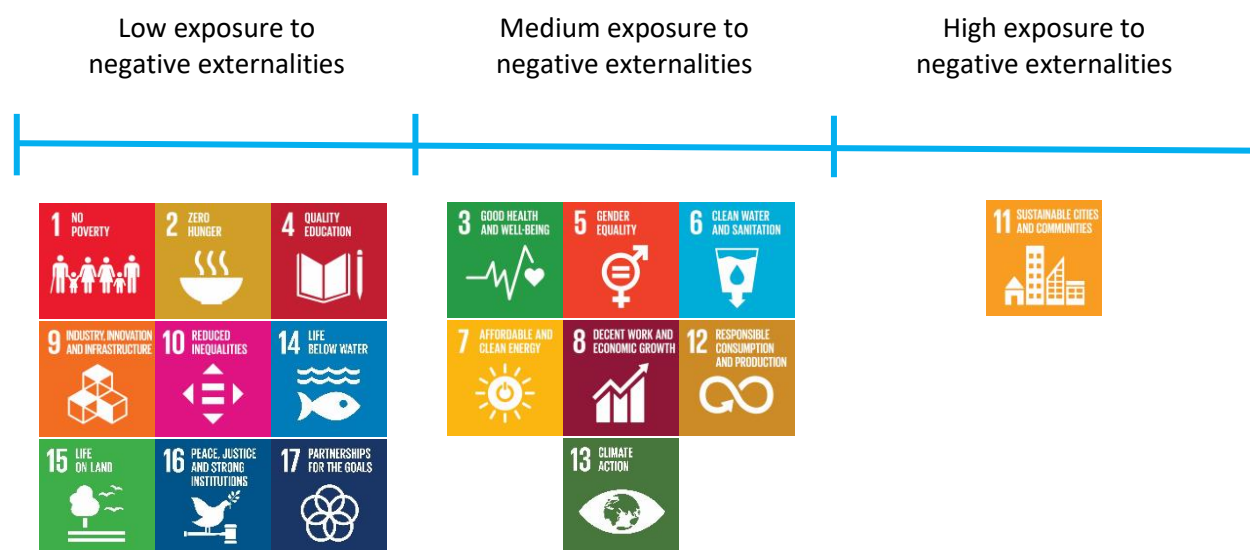 Low exposure to
negative externalities
Medium exposure to
negative externalities
High exposure to
negative externalities
1 NO
POVERTY
2 ZERO
HUNGER
4 QUALITY
EDUCATION
3 GOOD HEALTH
AND WELL-BEING
5 GENDER
EQUALITY
6 CLEAN WATER
AND SANITATION
11 SUSTAINABLE CITIES
AND COMMUNITIES
9 INDUSTRY, INNOVATION
AND INFRASTRUCTURE
10 REDUCED
INEQUALITIES
14 LIFE
BELOW WATER
7 AFFORDABLE AND
CLEAN ENERGY
8 DECENT WORK AND
ECONOMIC GROWTH
12 RESPONSIBLE
CONSUMPTION
AND PRODUCTION
15 LIFE
ON LAND
16 PEACE, JUSTICE
AND STRONG
INSTITUTIONS
17 PARTNERSHIPS
FOR THE GOALS
13 CLIMATE
ACTION